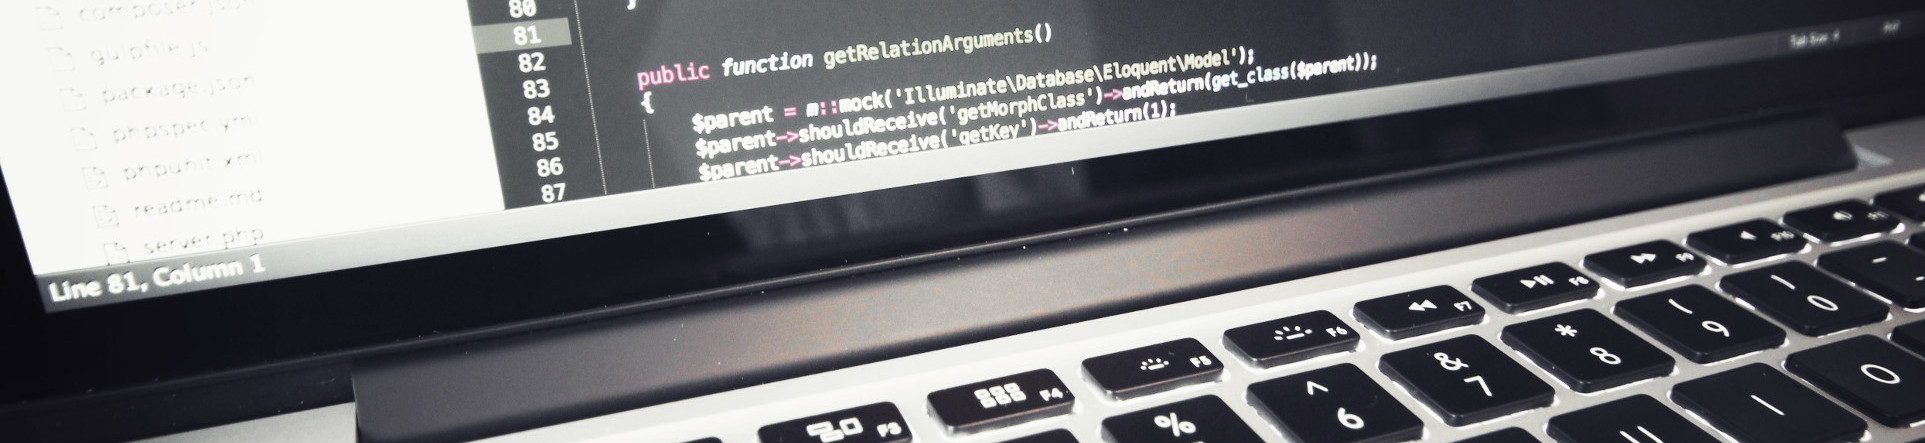 composer.json
gulpfile.js
package.json
phpspec.yml
phpunit.xml
readme.md
server.php
Line 81, Column 1
80 }
81
82
83 public function getRelationArguments()
84 {
85 $parent = m::mock('Illuminate\Database\Eloquent\Model');
86 $parent->shouldReceive('getMorphClass')->andReturn(get_class($parent));
87 $parent->shouldReceive('getKey')->andReturn(1);
Tab Size: 4
F3 F4 F5 F6 F7 F8 F9 F10 F11
% ^ 6 & 7 * 8 ( 9 ) 0 -
U I O